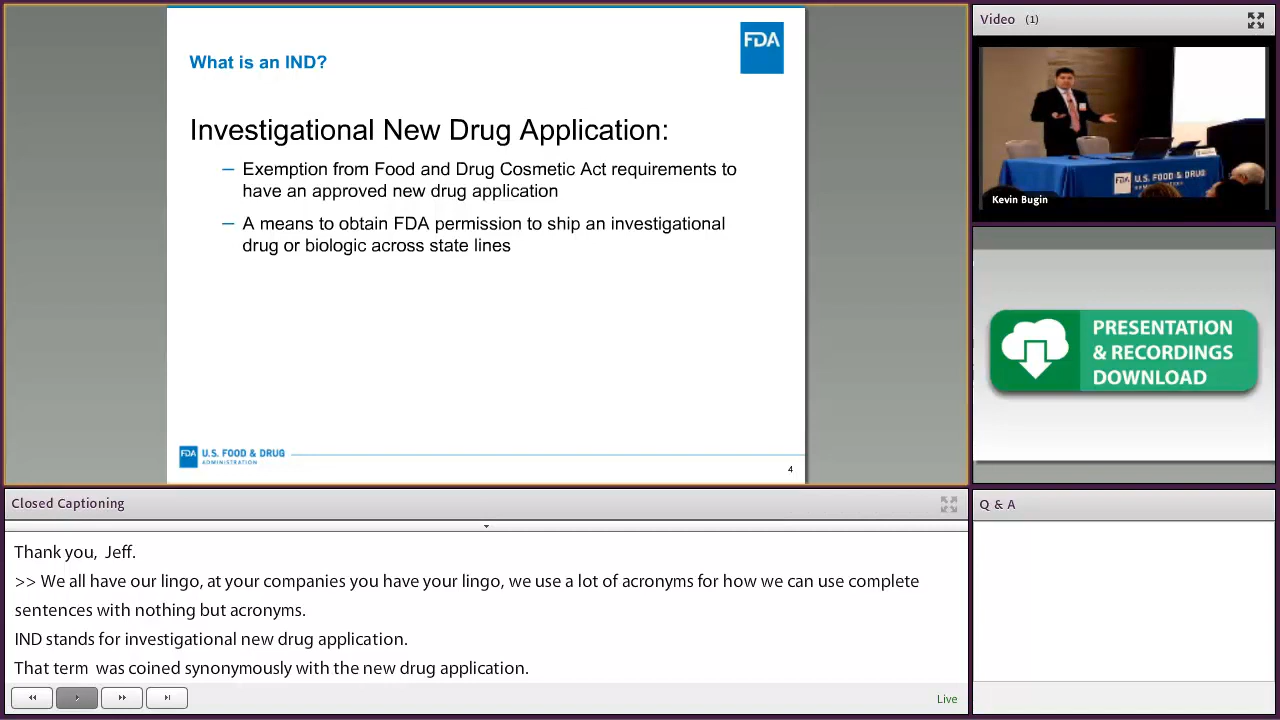 What is an IND?
FDA
Investigational New Drug Application:
– Exemption from Food and Drug Cosmetic Act requirements to
have an approved new drug application
– A means to obtain FDA permission to ship an investigational
drug or biologic across state lines
FDA U.S. FOOD & DRUG
ADMINISTRATION
4
Video (1)
FDA U.S. FOOD & DRUG
ADMINISTRATION
Kevin Bugin
PRESENTATION
& RECORDINGS
DOWNLOAD
Closed Captioning
Thank you, Jeff.
>> We all have our lingo, at your companies you have your lingo, we use a lot of acronyms for how we can use complete
sentences with nothing but acronyms.
IND stands for investigational new drug application.
That term was coined synonymously with the new drug application.
Live
Q & A